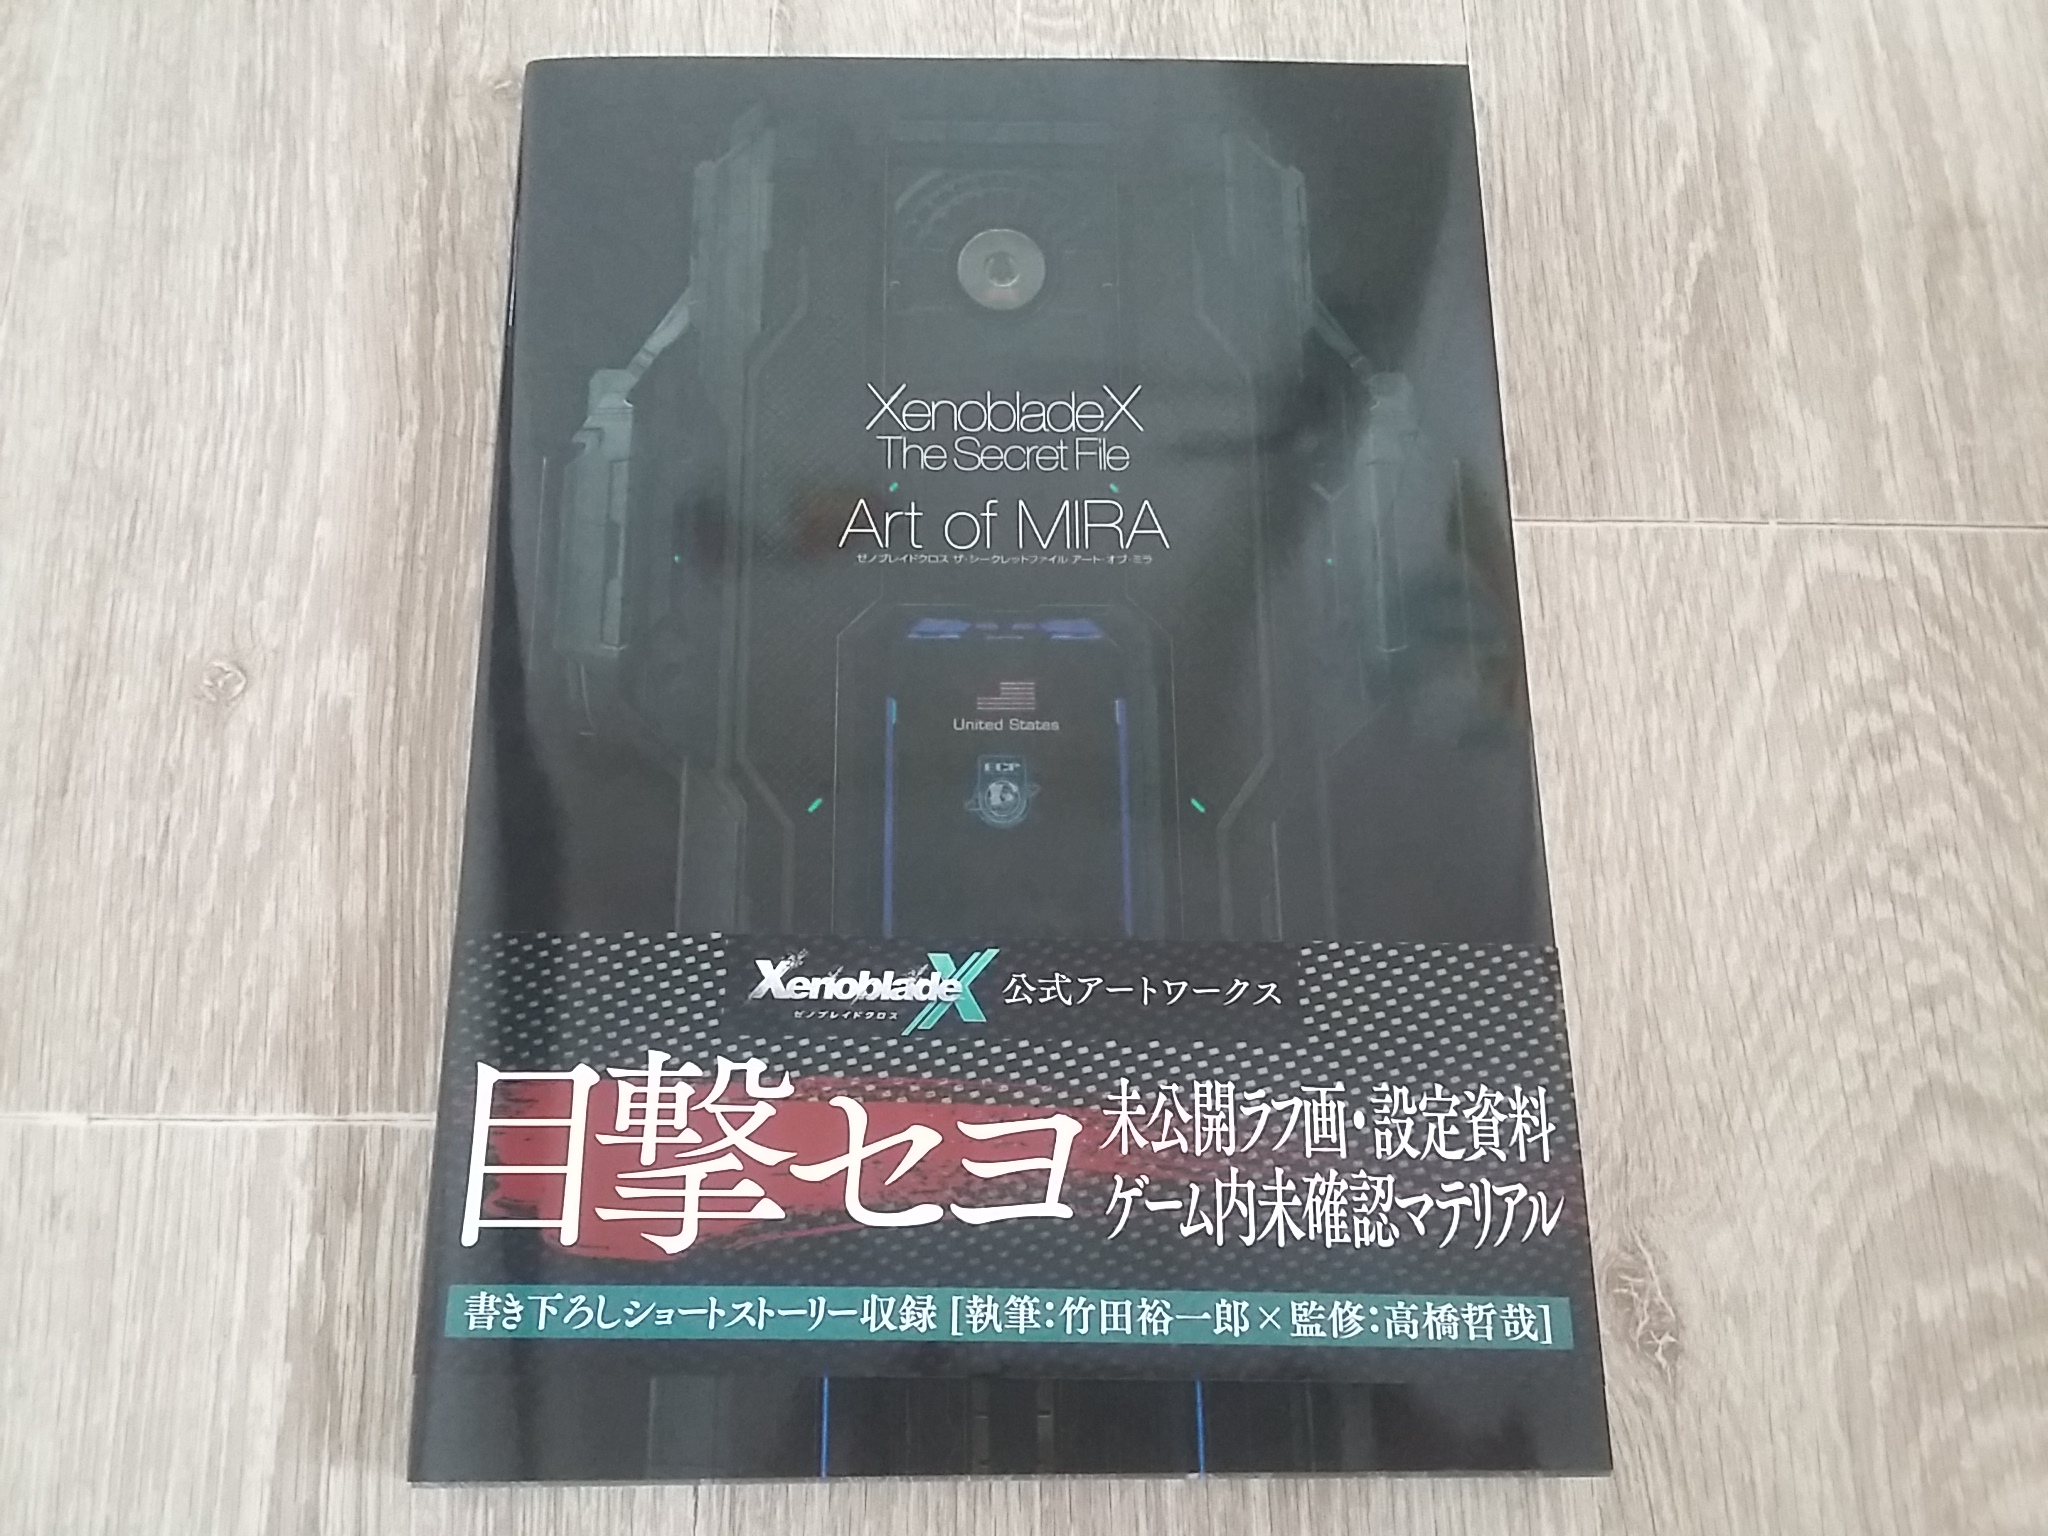 XenobladeX
The Secret File
Art of MIRA
ゼノブレイドクロス ザ・シークレットファイル アート・オブ・ミラ
United States
ECP
XenobladeX 公式アートワークス
ゼノブレイドクロス
目撃セヨ
未公開ラフ画・設定資料
ゲーム内未確認マテリアル
書き下ろしショートストーリー収録 [執筆:竹田裕一郎×監修:高橋哲哉]